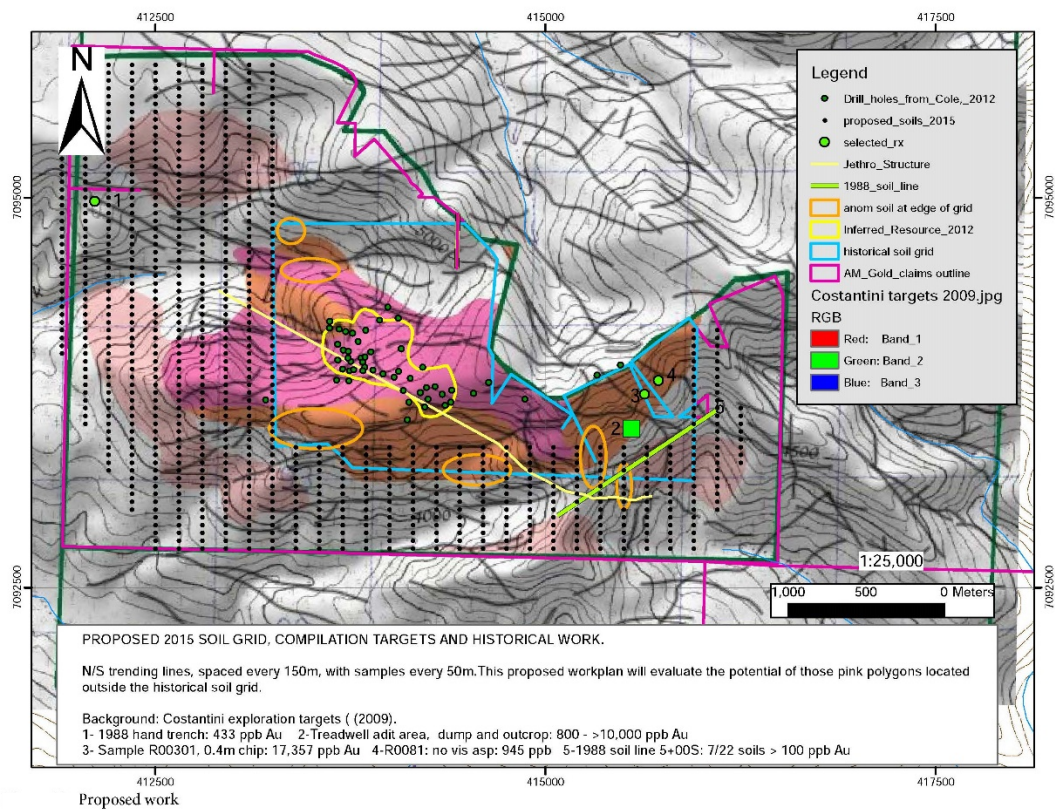 412500
415000
417500
N
Legend
Drill_holes_from_Cole,_2012
proposed_soils_2015
selected_rx
Jethro_Structure
1988_soil_line
anom soil at edge of grid
Inferred_Resource_2012
historical soil grid
AM_Gold_claims outline
Costantini targets 2009.jpg
RGB
Red: Band_1
Green: Band_2
Blue: Band_3
7095000
7095000
1
5000
4
3
2
5
4500
4000
1:25,000
7092500
7092500
1,000 500 0 Meters
PROPOSED 2015 SOIL GRID, COMPILATION TARGETS AND HISTORICAL WORK.
N/S trending lines, spaced every 150m, with samples every 50m.This proposed workplan will evaluate the potential of those pink polygons located
outside the historical soil grid.
Background: Costantini exploration targets ( (2009).
1- 1988 hand trench: 433 ppb Au 2-Treadwell adit area, dump and outcrop: 800 - >10,000 ppb Au
3- Sample R00301, 0.4m chip: 17,357 ppb Au 4-R0081: no vis asp: 945 ppb 5-1988 soil line 5+00S: 7/22 soils > 100 ppb Au
412500
415000
417500
Proposed work